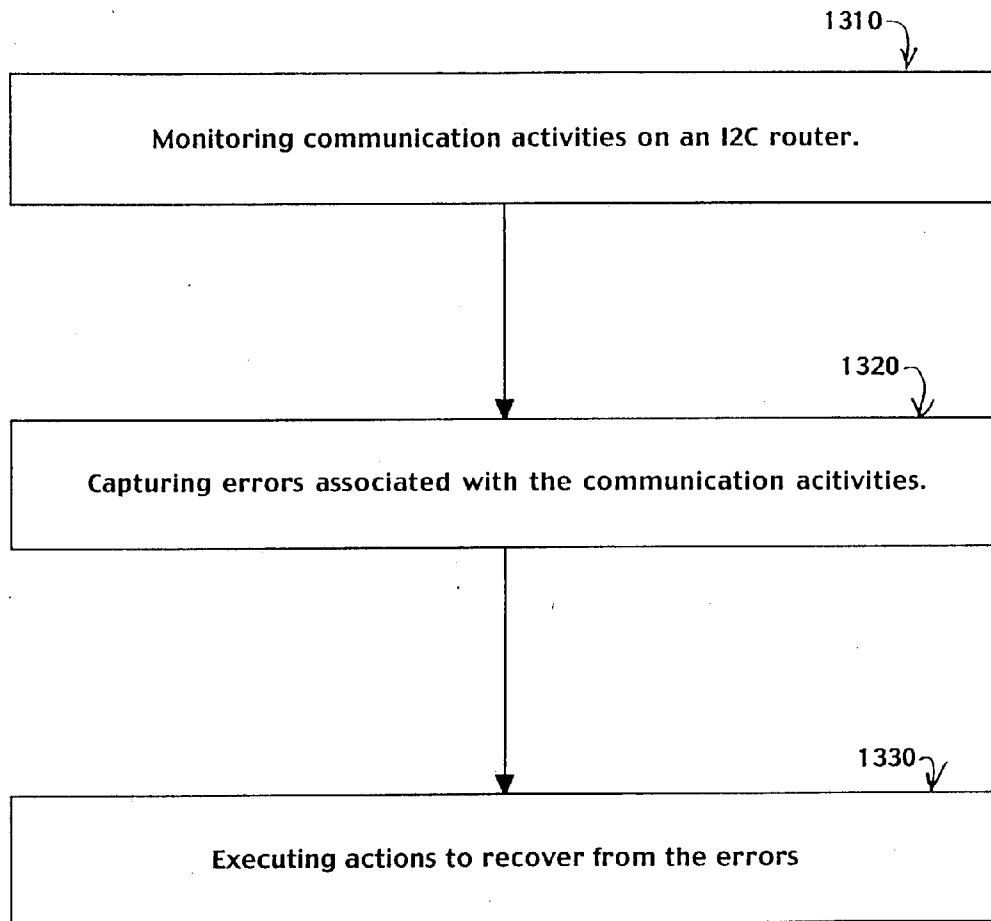 1310
Monitoring communication activities on an I2C router.
1320
Capturing errors associated with the communication acitivities.
1330
Executing actions to recover from the errors